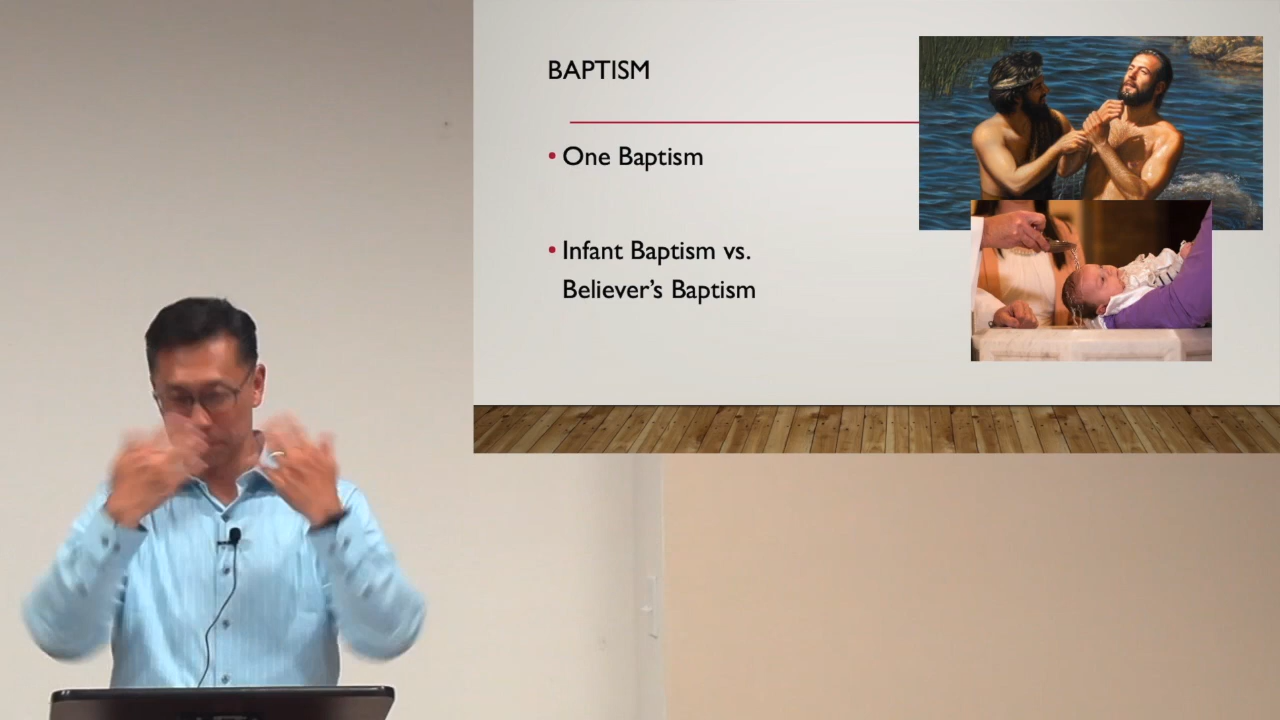 BAPTISM
• One Baptism
• Infant Baptism vs.
Believer’s Baptism